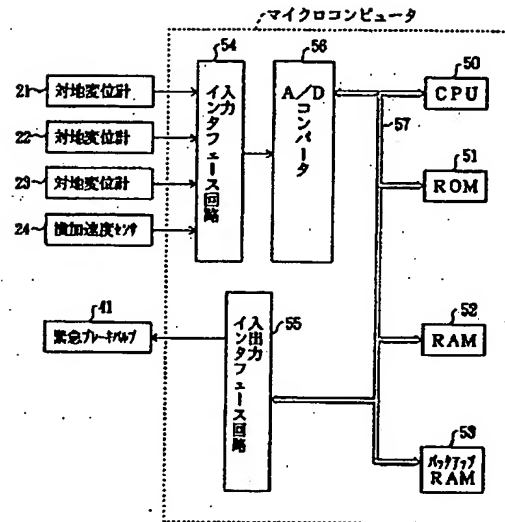 マイクロコンピュータ
54
56
50
21
対地変位計
入力
インタフェース回路
A/D
コンバータ
CPU
57
22
対地変位計
51
ROM
23
対地変位計
24
横加速度センサ
41
緊急ブレーキバルブ
入出力
インタフェース回路
55
52
RAM
53
バックアップ
RAM